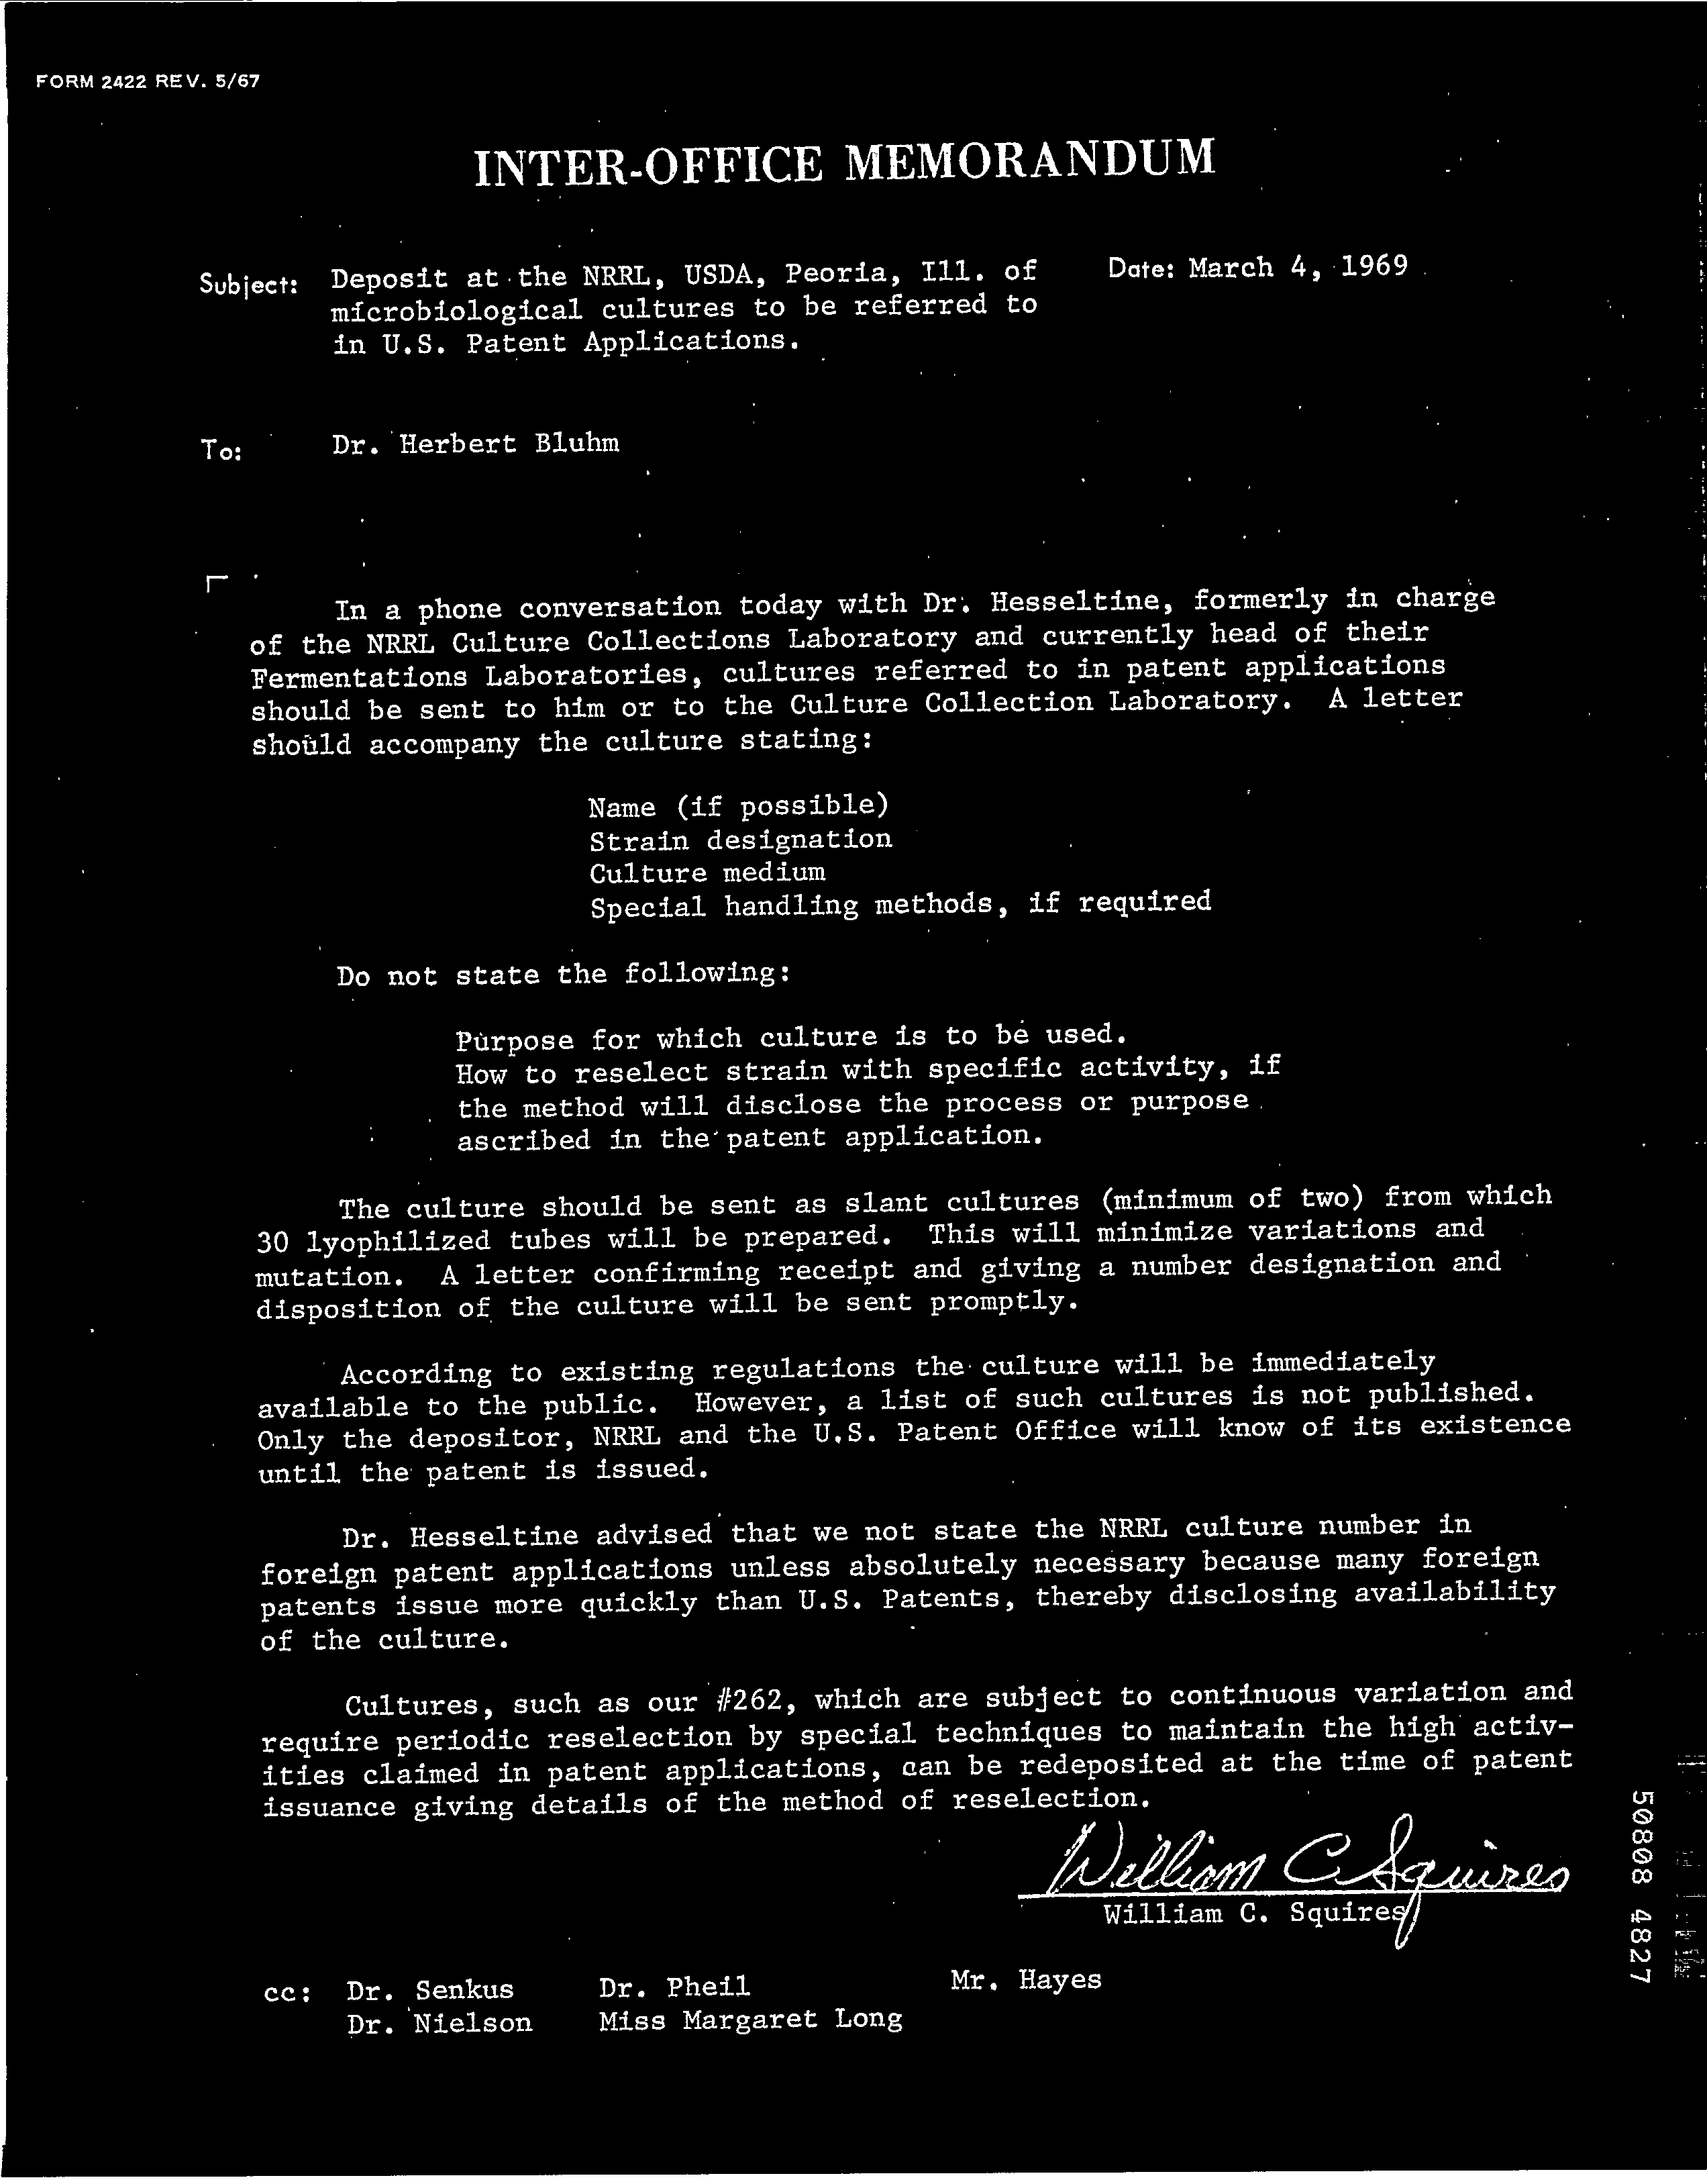 FORM 2422 REV. 5/67
INTER-OFFICE MEMORANDUM
Subject: Deposit at the NRRL, USDA, Peoria, Ill. of Date: March 4, 1969
microbiological cultures to be referred to
in U.S. Patent Applications.
To: Dr. Herbert Bluhm
In a phone conversation today with Dr. Hesseltine, formerly in charge
of the NRRL Culture Collections Laboratory and currently head of their
Fermentations Laboratories, cultures referred to in patent applications
should be sent to him or to the Culture Collection Laboratory. A letter
should accompany the culture stating:
Name (if possible)
Strain designation
Culture medium
Special handling methods, if required
Do not state the following:
Purpose for which culture is to be used.
How to reselect strain with specific activity, if
the method will disclose the process or purpose
ascribed in the patent application.
The culture should be sent as slant cultures (minimum of two) from which
30 lyophilized tubes will be prepared. This will minimize variations and
mutation. A letter confirming receipt and giving a number designation and
disposition of the culture will be sent promptly.
According to existing regulations the culture will be immediately
available to the public. However, a list of such cultures is not published.
Only the depositor, NRRL and the U.S. Patent Office will know of its existence
until the patent is issued.
Dr. Hesseltine advised that we not state the NRRL culture number in
foreign patent applications unless absolutely necessary because many foreign
patents issue more quickly than U.S. Patents, thereby disclosing availability
of the culture.
Cultures, such as our #262, which are subject to continuous variation and
require periodic reselection by special techniques to maintain the high activ-
ities claimed in patent applications, can be redeposited at the time of patent
issuance giving details of the method of reselection.
William C Squires
William C. Squires
cc: Dr. Senkus Dr. Pheil Mr. Hayes
Dr. Nielson Miss Margaret Long
50808 4827